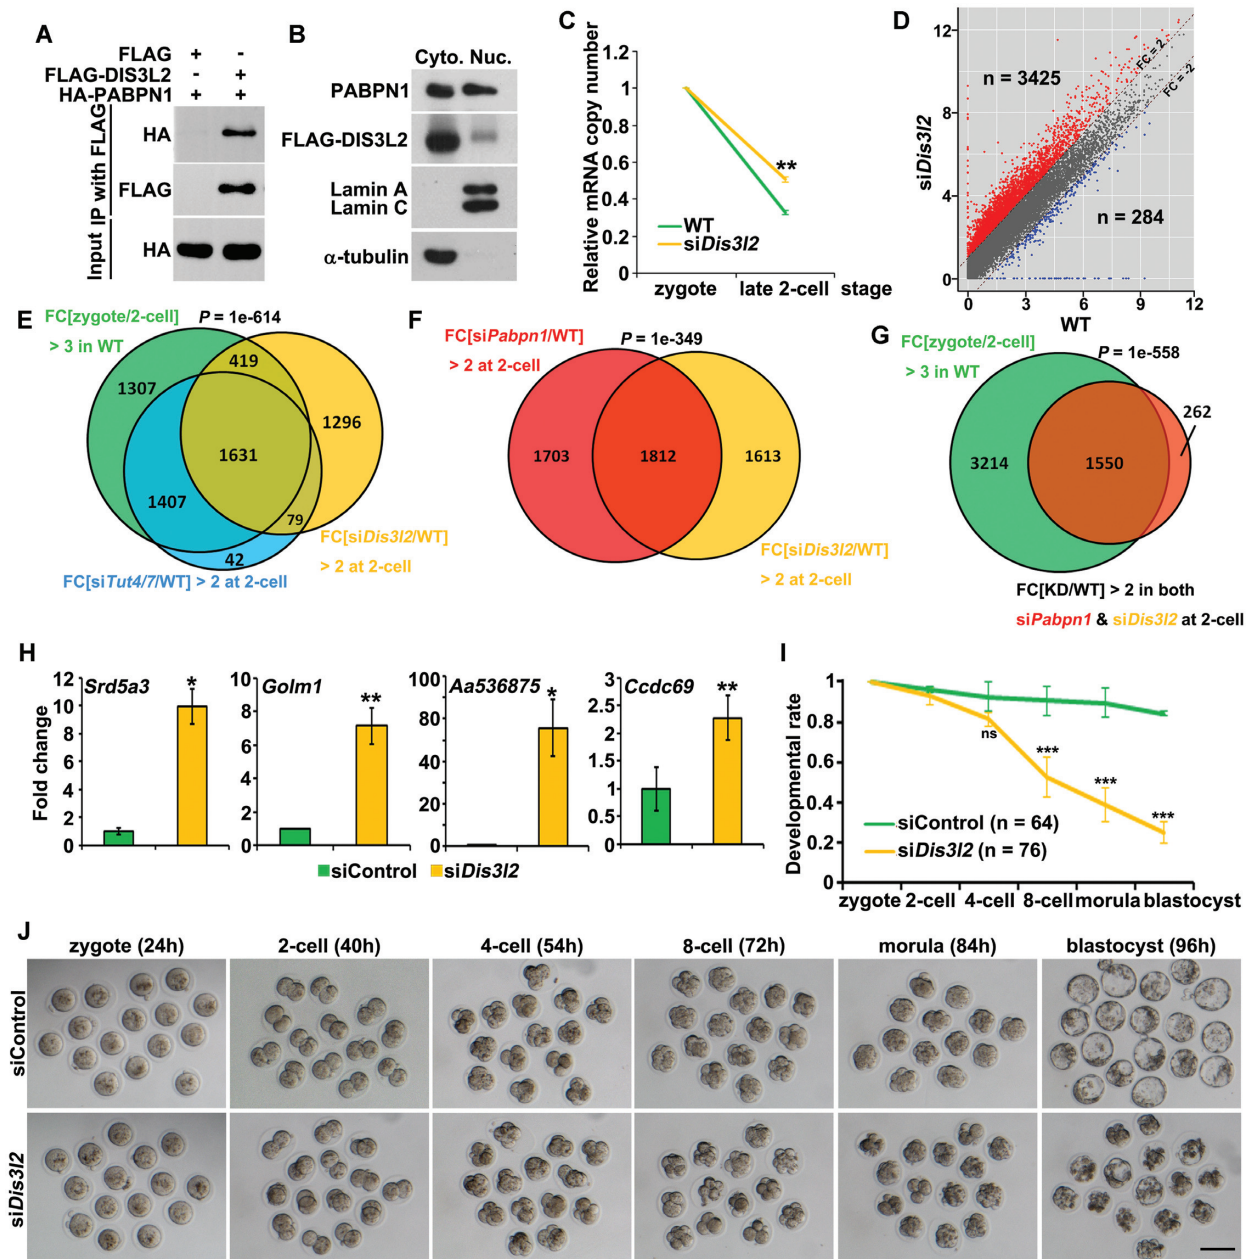 A
FLAG + -
FLAG-DIS3L2 - +
HA-PABPN1 + +
IP with FLAG
HA
FLAG
Input
HA
B
Cyto. Nuc.
PABPN1
FLAG-DIS3L2
Lamin A
Lamin C
α-tubulin
C
Relative mRNA copy number
1.2
1
0.8
0.6
0.4
0.2
0
**
WT
siDis3l2
zygote late 2-cell stage
D
siDis3l2
12
8
4
0
n = 3425
FC = 2
FC = -2
n = 284
0 3 6 9 12
WT
E
FC[zygote/2-cell]
> 3 in WT
P = 1e-614
419
1307
1296
1631
1407
79
42
FC[siDis3l2/WT]
> 2 at 2-cell
FC[siTut4/7/WT] > 2 at 2-cell
F
FC[siPabpn1/WT]
> 2 at 2-cell
P = 1e-349
1703 1812 1613
FC[siDis3l2/WT]
> 2 at 2-cell
G
FC[zygote/2-cell]
> 3 in WT
P = 1e-558
262
3214 1550
FC[KD/WT] > 2 in both
siPabpn1 & siDis3l2 at 2-cell
H
Fold change
Srd5a3
*
12
10
8
6
4
2
0
Golm1
**
10
8
6
4
2
0
Aa536875
*
100
80
60
40
20
0
Ccdc69
**
3
2.5
2
1.5
1
0.5
0
siControl siDis3l2
I
Developmental rate
1
0.8
0.6
0.4
0.2
0
ns
***
***
***
siControl (n = 64)
siDis3l2 (n = 76)
zygote 2-cell 4-cell 8-cell morula blastocyst
J
zygote (24h) 2-cell (40h) 4-cell (54h) 8-cell (72h) morula (84h) blastocyst (96h)
siControl
siDis3l2